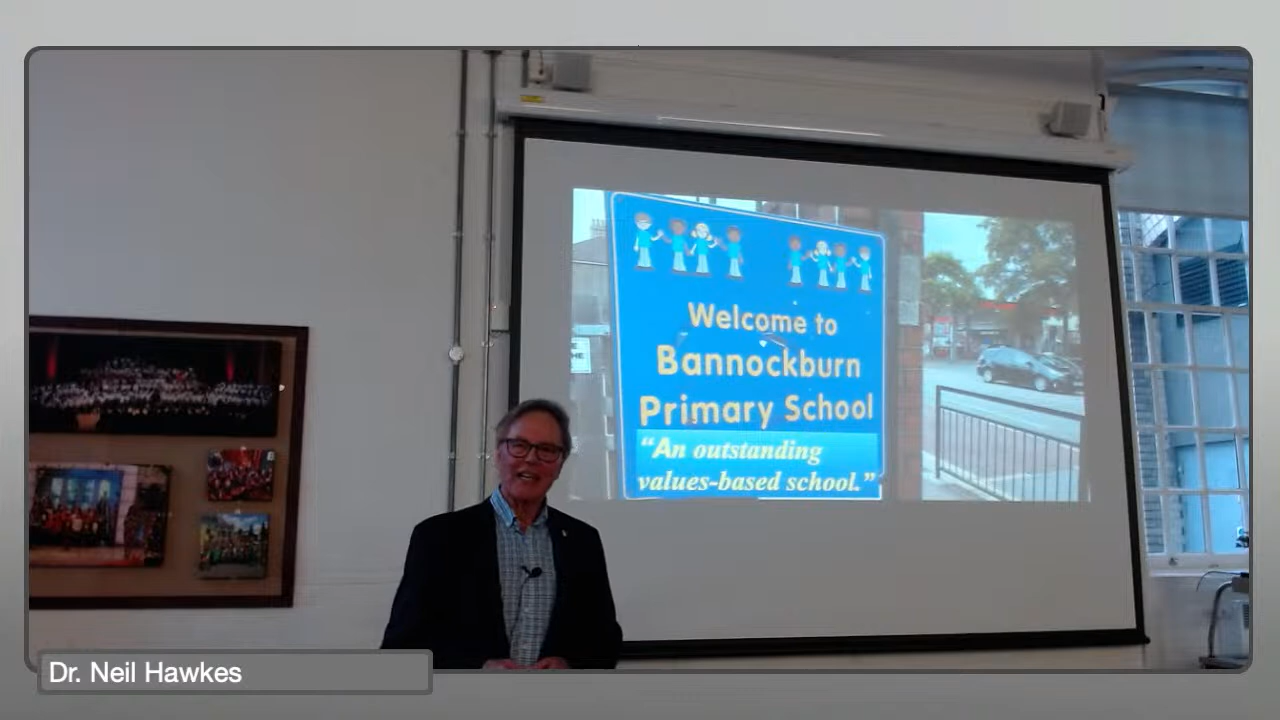 Welcome to
Bannockburn
Primary School
“An outstanding
values-based school.”
Dr. Neil Hawkes